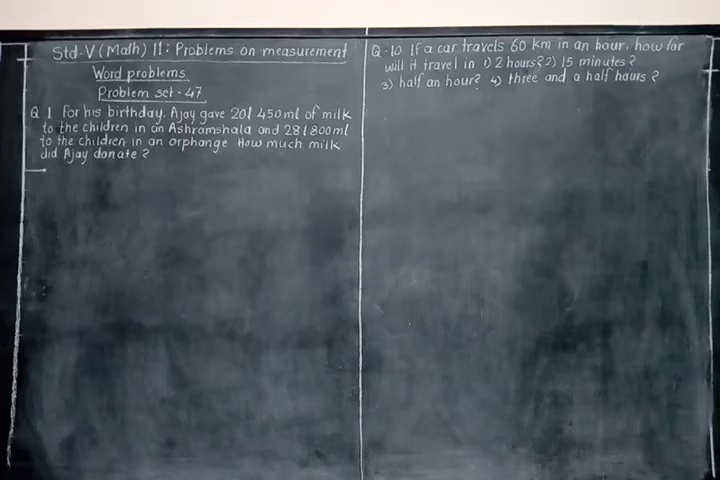 Std-V (Math) 11: Problems on measurement
Word problems
Problem set - 47
Q 1 For his birthday, Ajay gave 20l 450 ml of milk
to the children in an Ashramshala and 28l 800 ml
to the children in an orphange How much milk
did Ajay donate ?
Q. 10 If a car travels 60 km in an hour, how far
will it travel in 1) 2 hours? 2) 15 minutes ?
3) half an hour? 4) three and a half hours ?